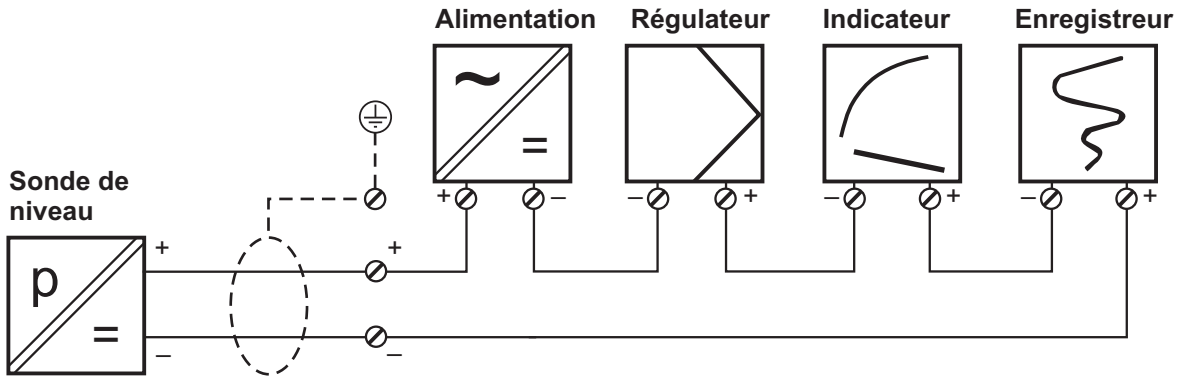 Alimentation
Régulateur
Indicateur
Enregistreur
~
=
Sonde de
niveau
+ – – + – + – +
p
=
+
+
–
–